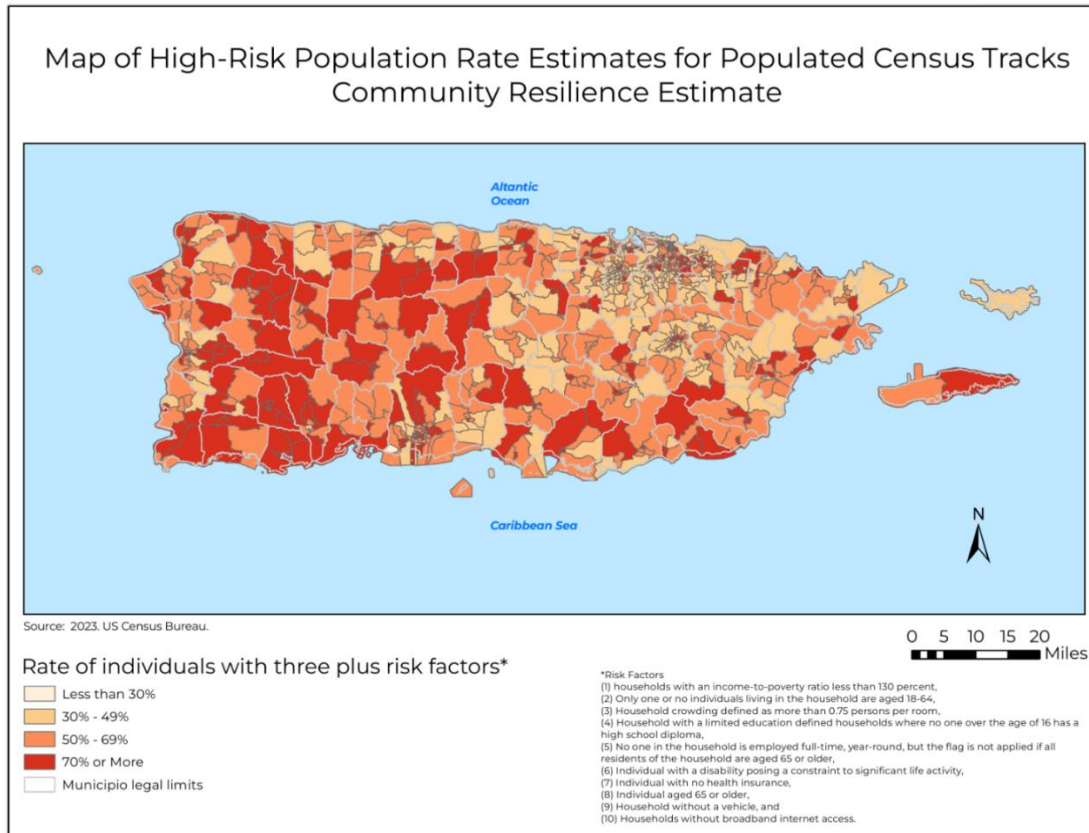 Map of High-Risk Population Rate Estimates for Populated Census Tracks
Community Resilience Estimate
Altantic
Ocean
Caribbean Sea
N
Source: 2023. US Census Bureau.
0 5 10 15 20
Miles
Rate of individuals with three plus risk factors*
Less than 30%
30% - 49%
50% - 69%
70% or More
Municipio legal limits
*Risk Factors
(1) households with an income-to-poverty ratio less than 130 percent,
(2) Only one or no individuals living in the household are aged 18-64,
(3) Household crowding defined as more than 0.75 persons per room,
(4) Household with a limited education defined households where no one over the age of 16 has a
high school diploma,
(5) No one in the household is employed full-time, year-round, but the flag is not applied if all
residents of the household are aged 65 or older,
(6) Individual with a disability posing a constraint to significant life activity,
(7) Individual with no health insurance,
(8) Individual aged 65 or older,
(9) Household without a vehicle, and
(10) Households without broadband internet access.